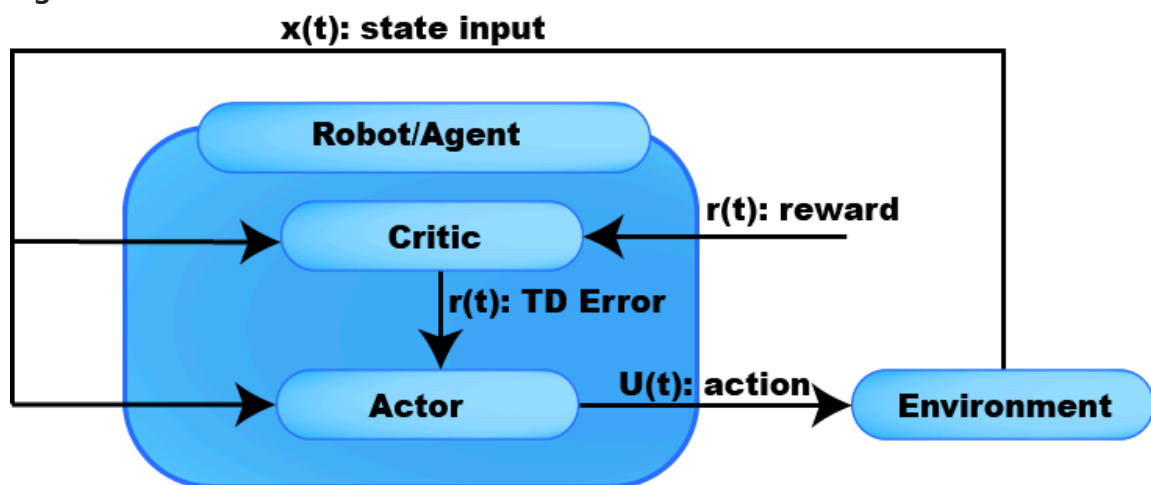 x(t): state input
Robot/Agent
r(t): reward
Critic
r(t): TD Error
U(t): action
Actor
Environment